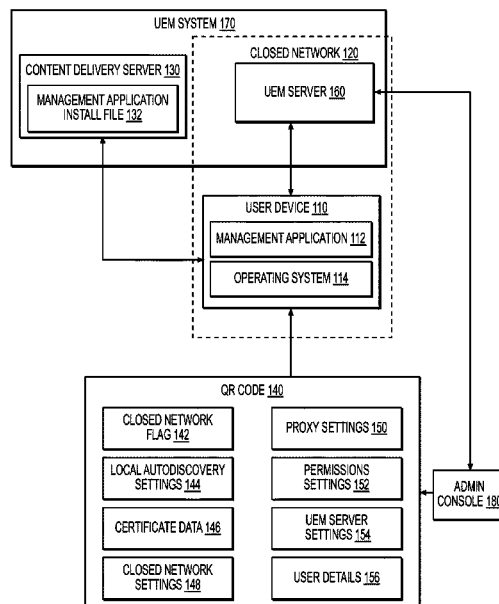 UEM SYSTEM 170
CLOSED NETWORK 120
CONTENT DELIVERY SERVER 130
MANAGEMENT APPLICATION
INSTALL FILE 132
UEM SERVER 160
USER DEVICE 110
MANAGEMENT APPLICATION 112
OPERATING SYSTEM 114
QR CODE 140
CLOSED NETWORK
FLAG 142
PROXY SETTINGS 150
LOCAL AUTODISCOVERY
SETTINGS 144
PERMISSIONS
SETTINGS 152
CERTIFICATE DATA 146
UEM SERVER
SETTINGS 154
CLOSED NETWORK
SETTINGS 148
USER DETAILS 156
ADMIN
CONSOLE 180